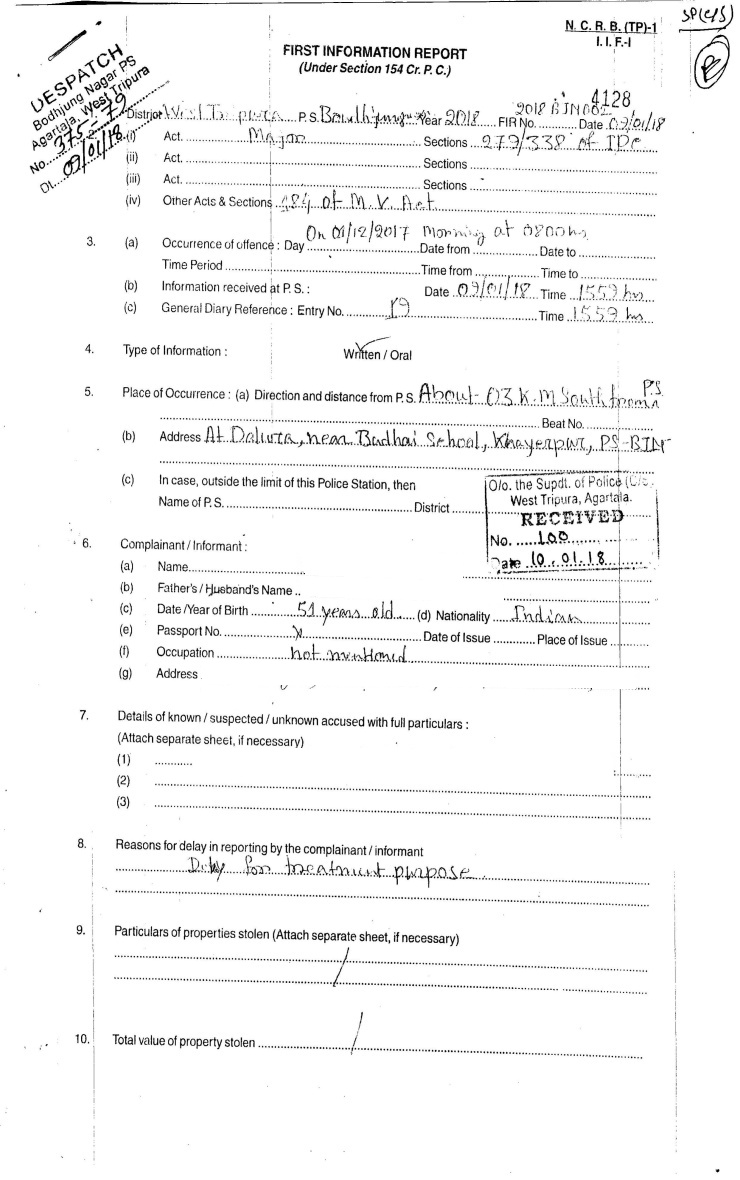 SP(C/S)
N. C. R. B. (TP)-1
I. I. F.-I
FIRST INFORMATION REPORT
(Under Section 154 Cr. P. C.)
DESPATCH
Bodhjung Nagar PS
Agartala, West Tripura
No. 375-79
Dt. 09/01/18
4128
District West Tripura P.S. Bodhjung Year 2018 FIR No. 2018 BJN002 Date 09/01/18
(i) Act. Major Sections 279/338 of IPC
(ii) Act. Sections
(iii) Act. Sections
(iv) Other Acts & Sections 184 of M.V. Act
On 01/12/2017 Morning at 0800 hrs
3. (a) Occurrence of offence : Day Date from Date to
Time Period Time from Time to
(b) Information received at P. S. : Date 09/01/18 Time 1559 hrs
(c) General Diary Reference : Entry No. 19 Time 1559 hrs
4. Type of Information : Written / Oral
5. Place of Occurrence : (a) Direction and distance from P. S. About 03 K.M South from P.S
Beat No.
(b) Address At Dalura, near Budhai School, Khayerpur, PS-BJN
(c) In case, outside the limit of this Police Station, then
Name of P. S. District
O/o. the Supdt. of Police
West Tripura, Agartala.
RECEIVED
No. 100
Date 10.01.18
6. Complainant / Informant :
(a) Name
(b) Father's / Husband's Name ..
(c) Date /Year of Birth 51 years old (d) Nationality Indian
(e) Passport No. x Date of Issue Place of Issue
(f) Occupation not mentioned
(g) Address
7. Details of known / suspected / unknown accused with full particulars :
(Attach separate sheet, if necessary)
(1)
(2)
(3)
8. Reasons for delay in reporting by the complainant / informant
Delay for treatment purpose.
9. Particulars of properties stolen (Attach separate sheet, if necessary)
10. Total value of property stolen